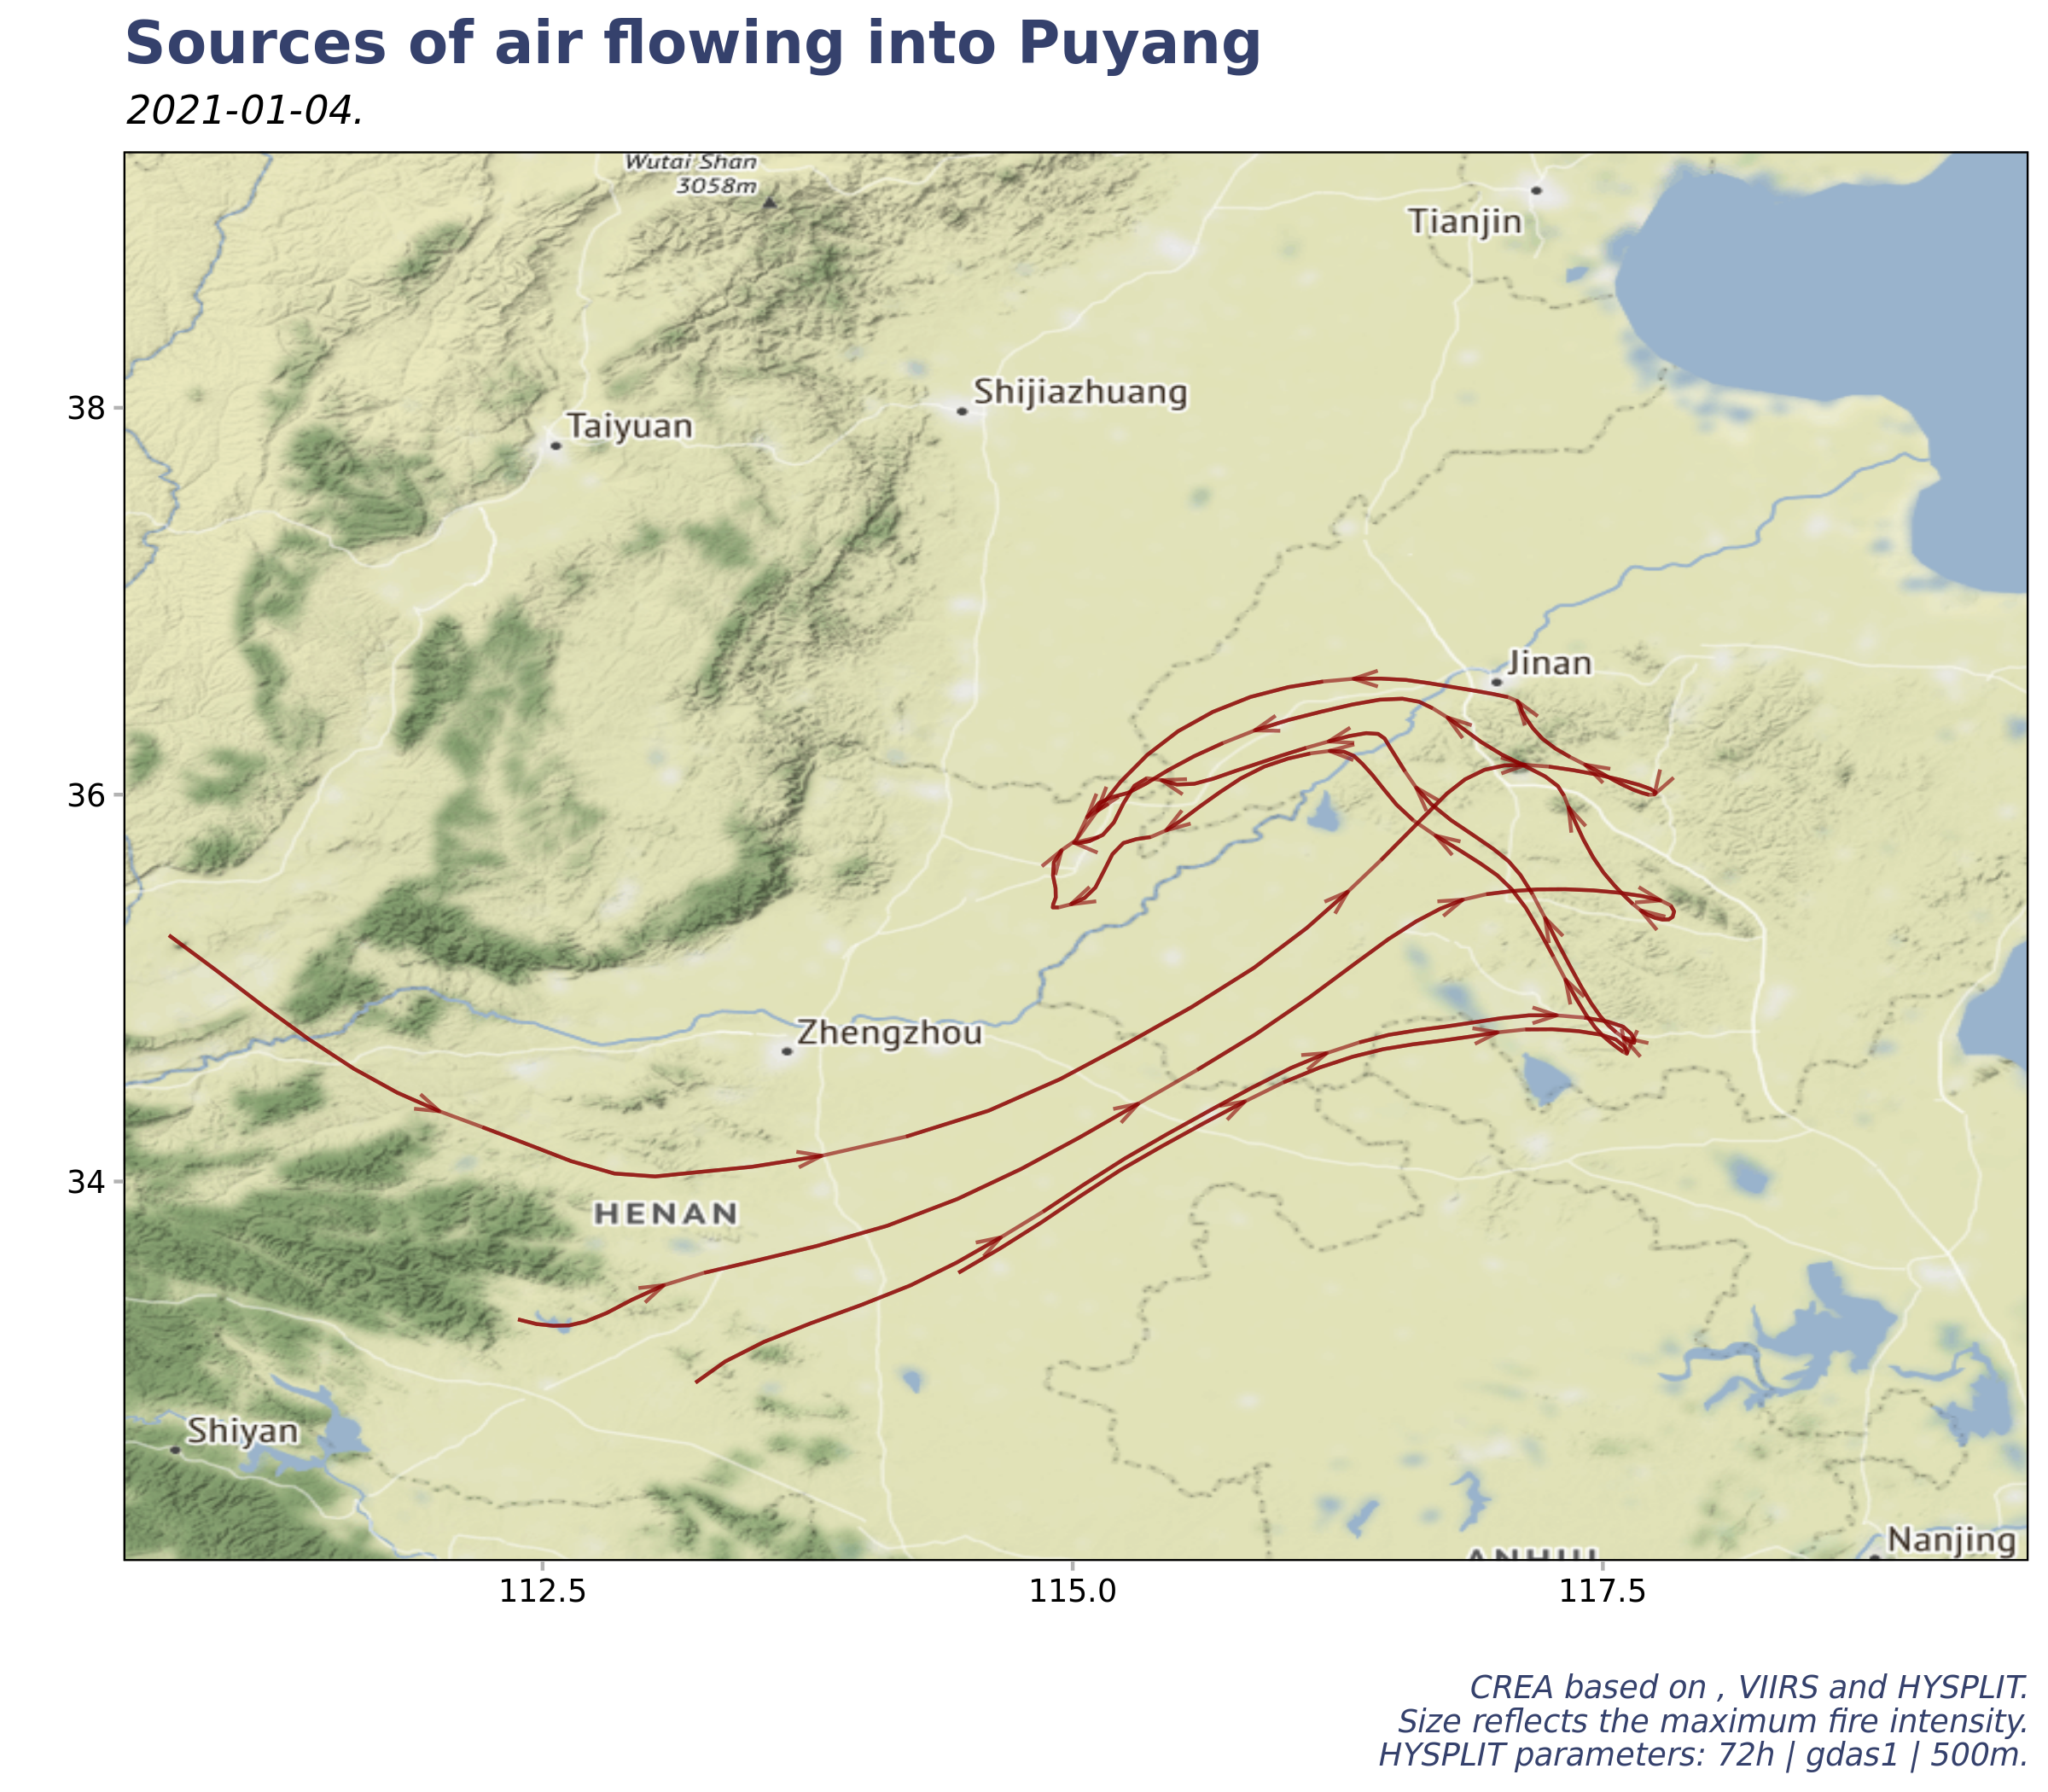 Sources of air flowing into Puyang
2021-01-04.
Wutai Shan
3058m
Tianjin
38
Shijiazhuang
Taiyuan
Jinan
36
Zhengzhou
34
HENAN
Shiyan
Nanjing
ANHUI
112.5
115.0
117.5
CREA based on , VIIRS and HYSPLIT.
Size reflects the maximum fire intensity.
HYSPLIT parameters: 72h | gdas1 | 500m.